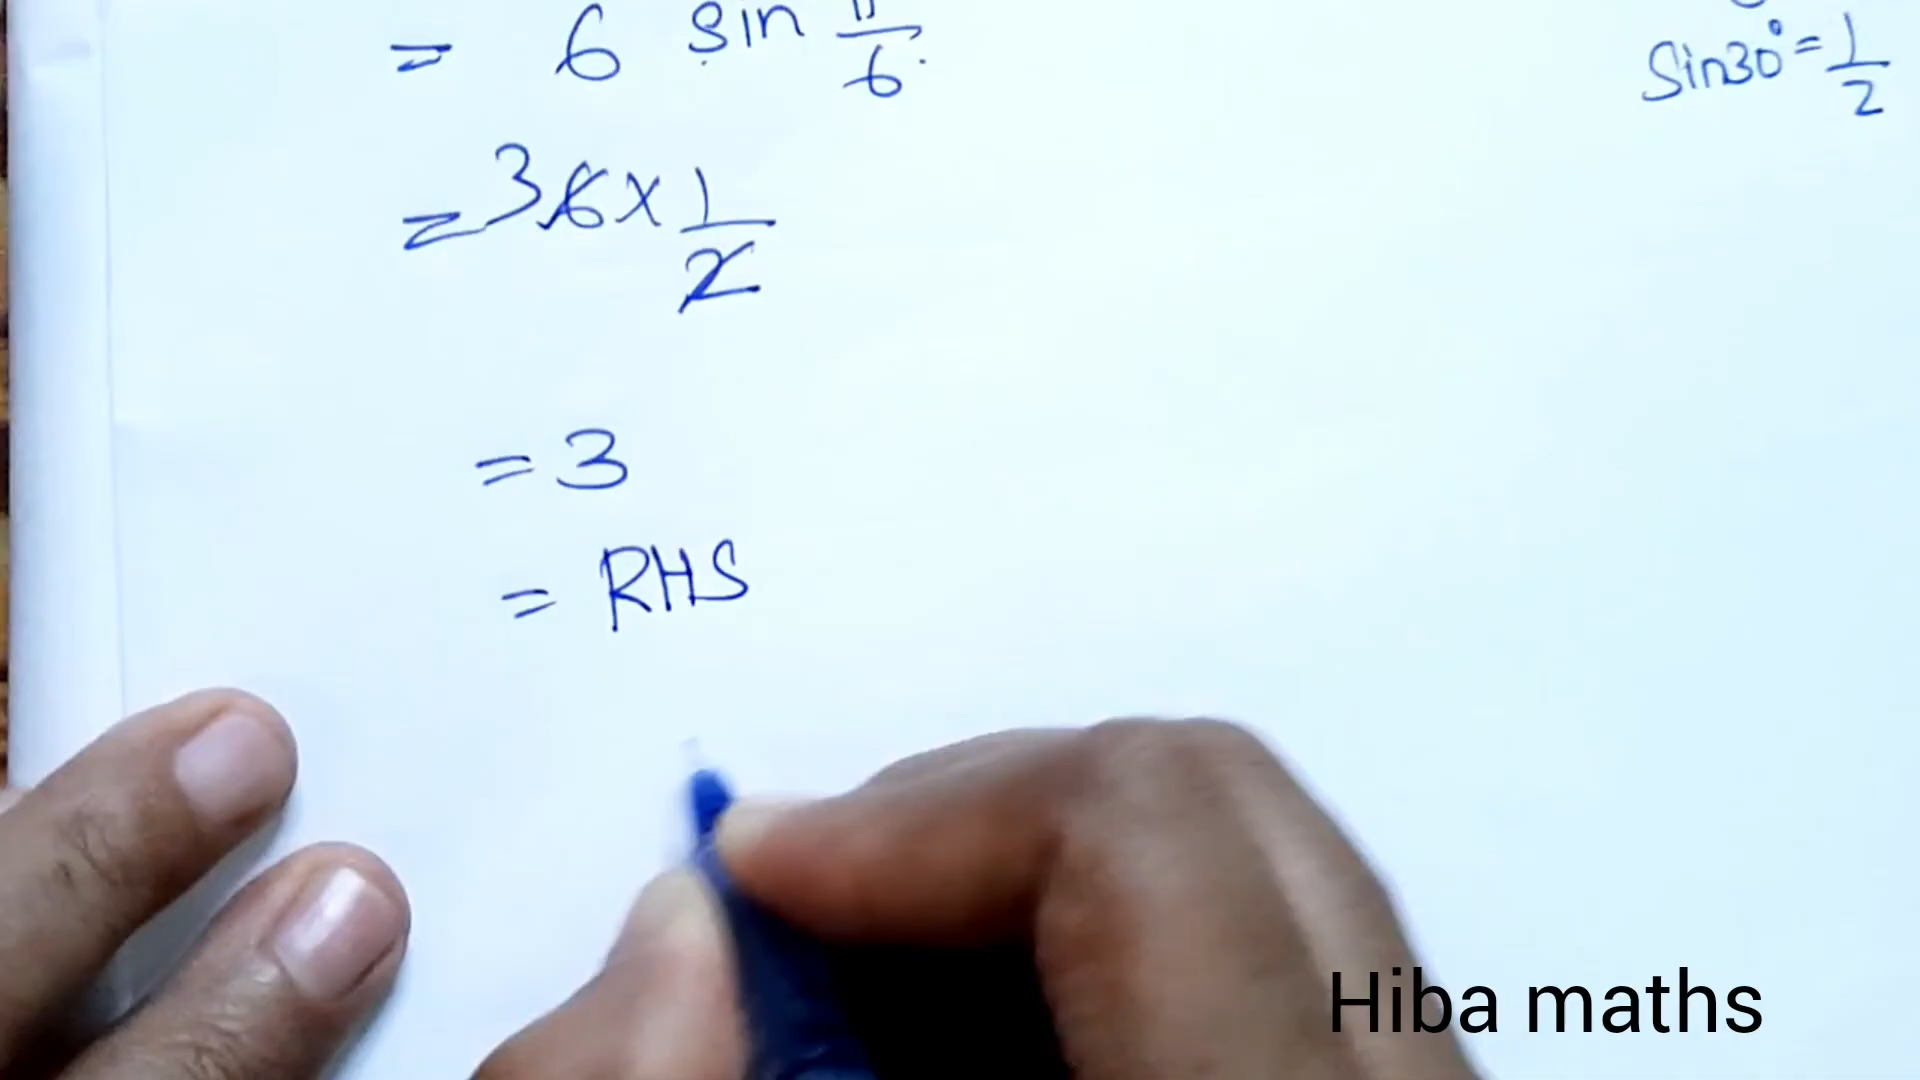 = 6 sin π/6
sin30° = 1/2
= 3 6 × 1/2
= 3
= RHS
Hiba maths